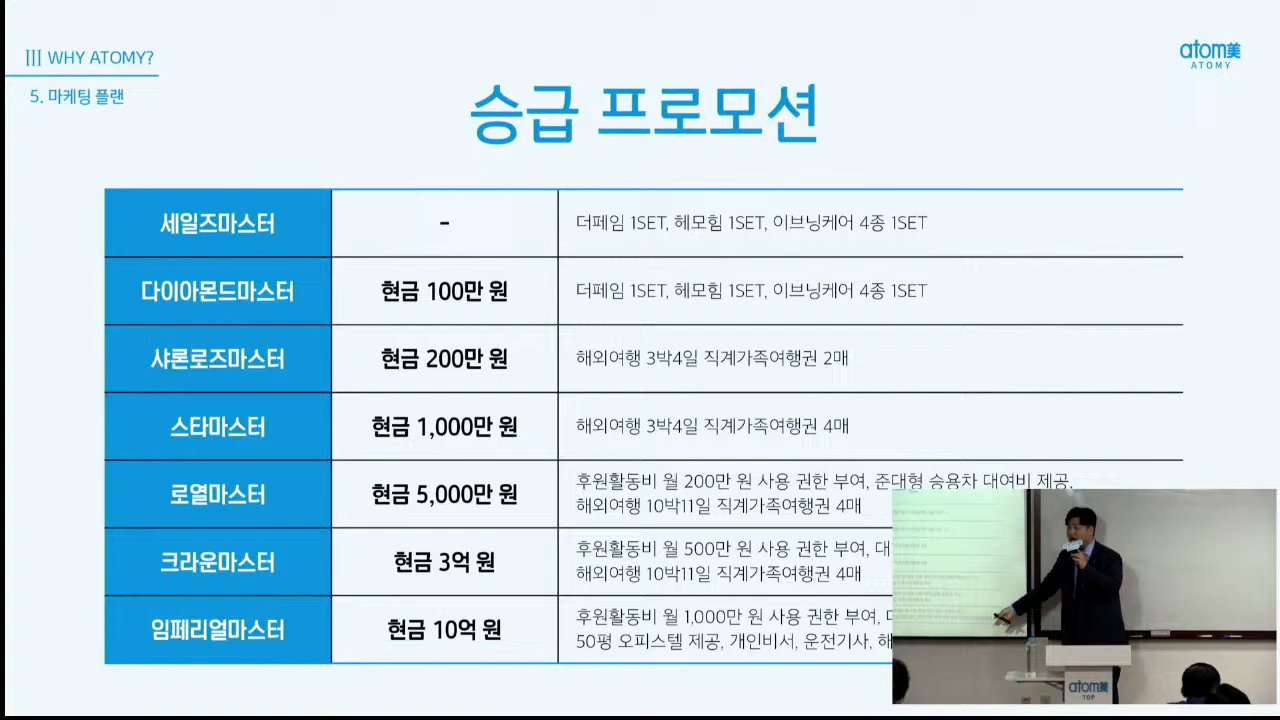 III WHY ATOMY?
atom美
ATOMY
5. 마케팅 플랜
승급 프로모션
세일즈마스터 - 더페임 1SET, 헤모힘 1SET, 이브닝케어 4종 1SET
다이아몬드마스터 현금 100만 원 더페임 1SET, 헤모힘 1SET, 이브닝케어 4종 1SET
샤론로즈마스터 현금 200만 원 해외여행 3박4일 직계가족여행권 2매
스타마스터 현금 1,000만 원 해외여행 3박4일 직계가족여행권 4매
로열마스터 현금 5,000만 원 후원활동비 월 200만 원 사용 권한 부여, 준대형 승용차 대여비 제공,
해외여행 10박11일 직계가족여행권 4매
크라운마스터 현금 3억 원 후원활동비 월 500만 원 사용 권한 부여,
해외여행 10박11일 직계가족여행권 4매
임페리얼마스터 현금 10억 원 후원활동비 월 1,000만 원 사용 권한 부여,
50평 오피스텔 제공, 개인비서, 운전기사,
atom美
TOP